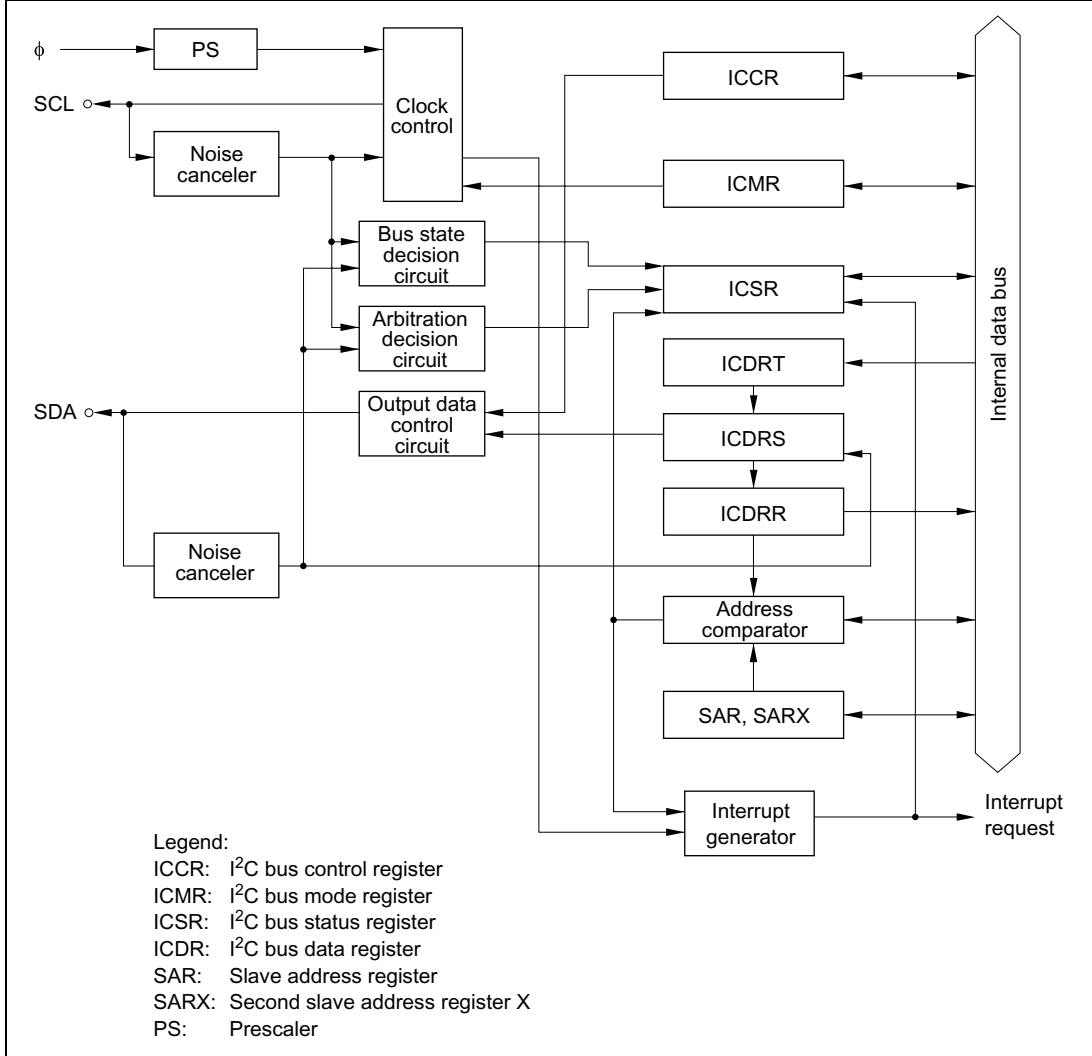 ϕ
PS
SCL
Clock
control
Noise
canceler
Bus state
decision
circuit
Arbitration
decision
circuit
SDA
Output data
control
circuit
Noise
canceler
ICCR
ICMR
ICSR
ICDRT
ICDRS
ICDRR
Address
comparator
SAR, SARX
Interrupt
generator
Internal data bus
Interrupt
request
Legend:
ICCR: I²C bus control register
ICMR: I²C bus mode register
ICSR: I²C bus status register
ICDR: I²C bus data register
SAR: Slave address register
SARX: Second slave address register X
PS: Prescaler